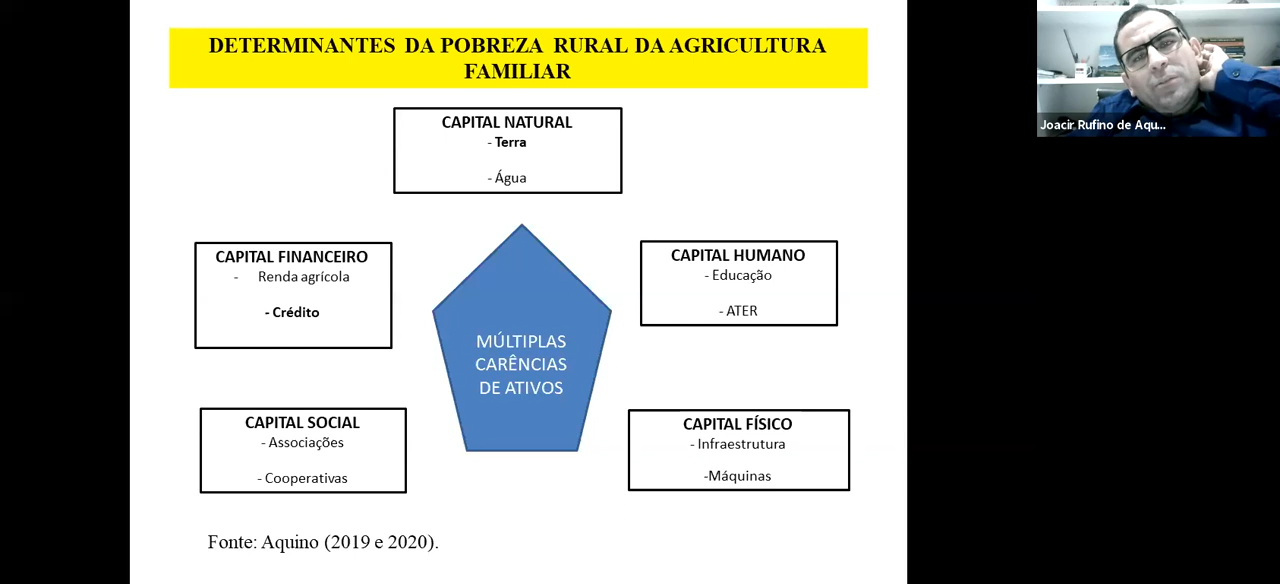 DETERMINANTES DA POBREZA RURAL DA AGRICULTURA
FAMILIAR
CAPITAL NATURAL
- Terra
- Água
CAPITAL FINANCEIRO
- Renda agrícola
- Crédito
CAPITAL HUMANO
- Educação
- ATER
MÚLTIPLAS
CARÊNCIAS
DE ATIVOS
CAPITAL SOCIAL
- Associações
- Cooperativas
CAPITAL FÍSICO
- Infraestrutura
-Máquinas
Fonte: Aquino (2019 e 2020).
Joacir Rufino de Aqu...